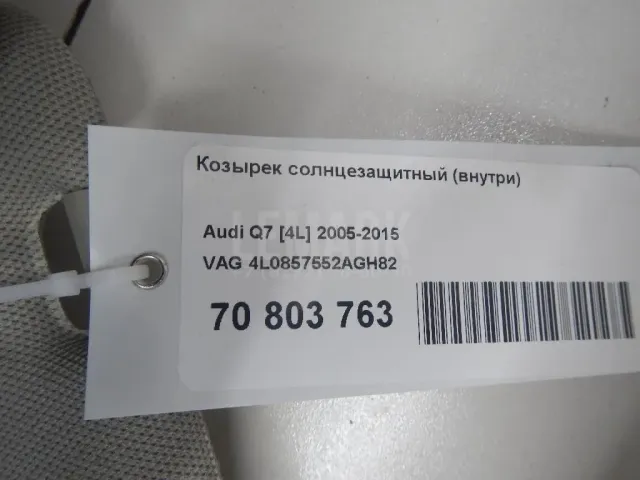 Козырек солнцезащитный (внутри)
Audi Q7 [4L] 2005-2015
VAG 4L0857552AGH82
70 803 763